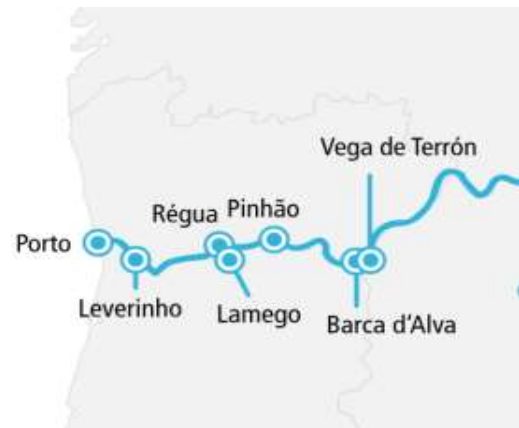 Vega de Terrón
Régua
Pinhão
Porto
Leverinho
Lamego
Barca d'Alva